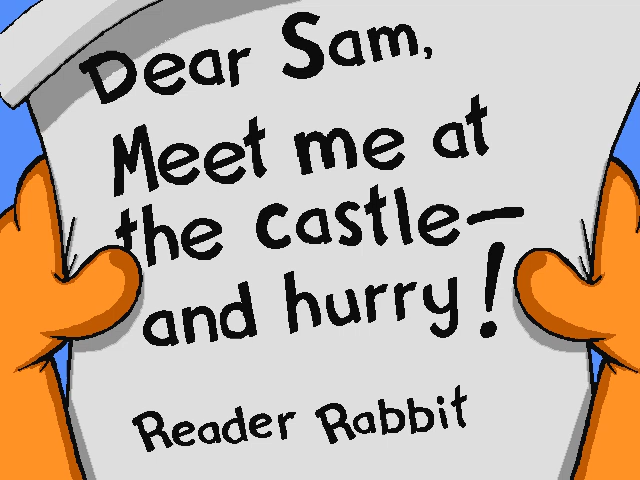 Dear Sam,
Meet me at
the castle—
and hurry!
Reader Rabbit